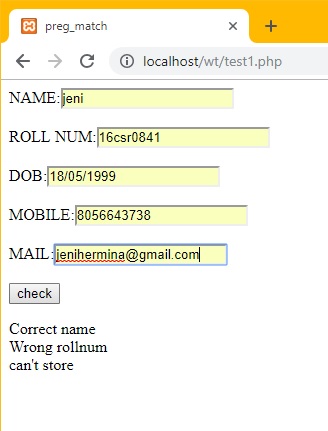 preg_match
localhost/wt/test1.php
NAME:jeni
ROLL NUM:16csr0841
DOB:18/05/1999
MOBILE:8056643738
MAIL:jenihermina@gmail.com
check
Correct name
Wrong rollnum
can't store